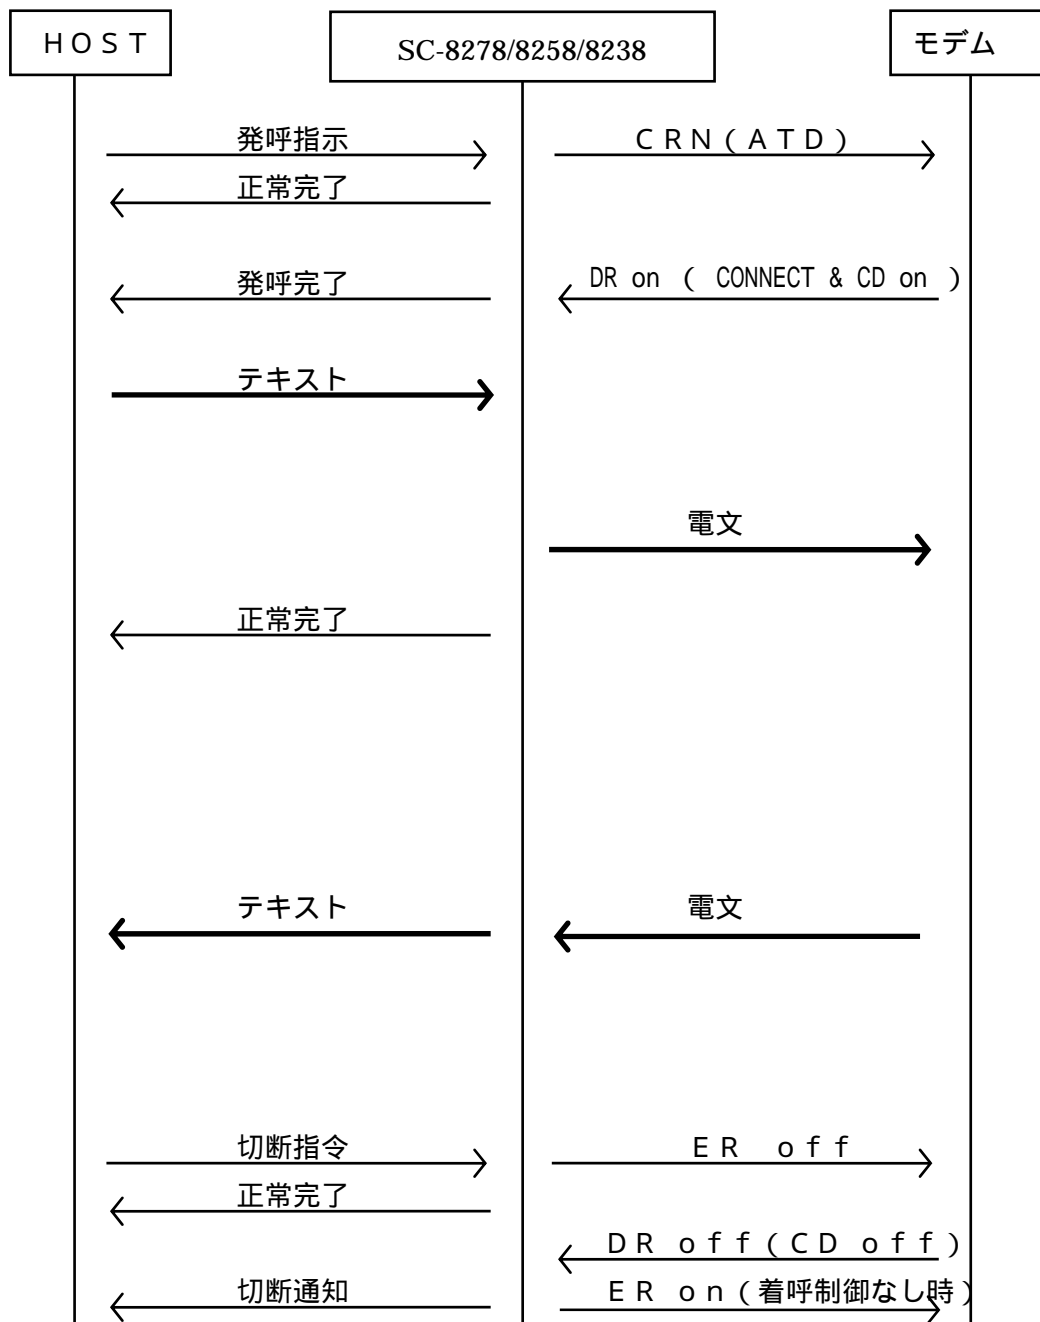 ＨＯＳＴ
SC-8278/8258/8238
モデム
発呼指示
ＣＲＮ（ＡＴＤ）
正常完了
発呼完了
DR on （ CONNECT & CD on ）
テキスト
電文
正常完了
テキスト
電文
切断指令
ＥＲ　ｏｆｆ
正常完了
ＤＲ ｏｆｆ（ＣＤ ｏｆｆ）
切断通知
ＥＲ ｏｎ（着呼制御なし時）